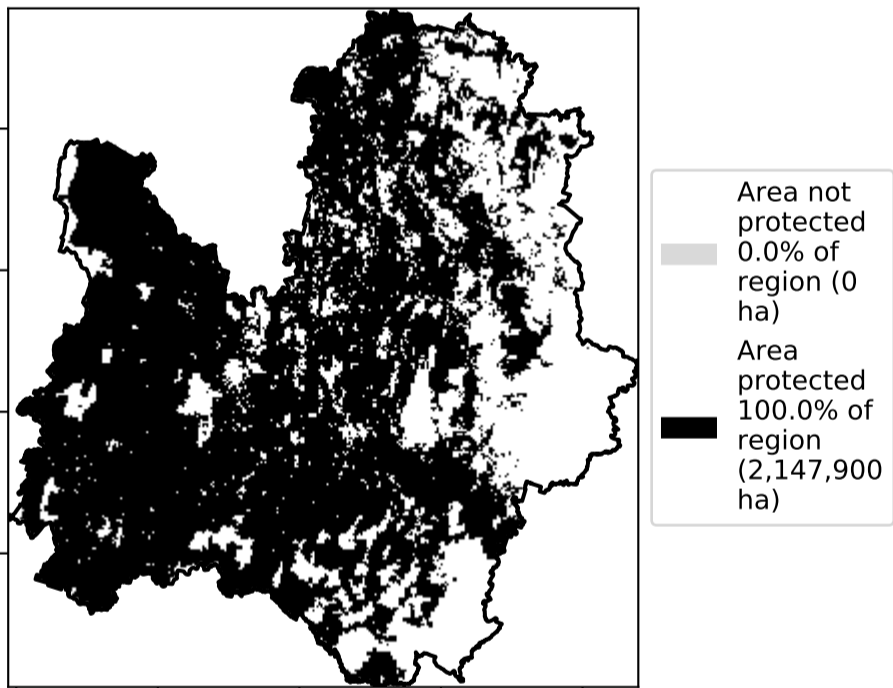 Area not
protected
0.0% of
region (0
ha)
Area
protected
100.0% of
region
(2,147,900
ha)